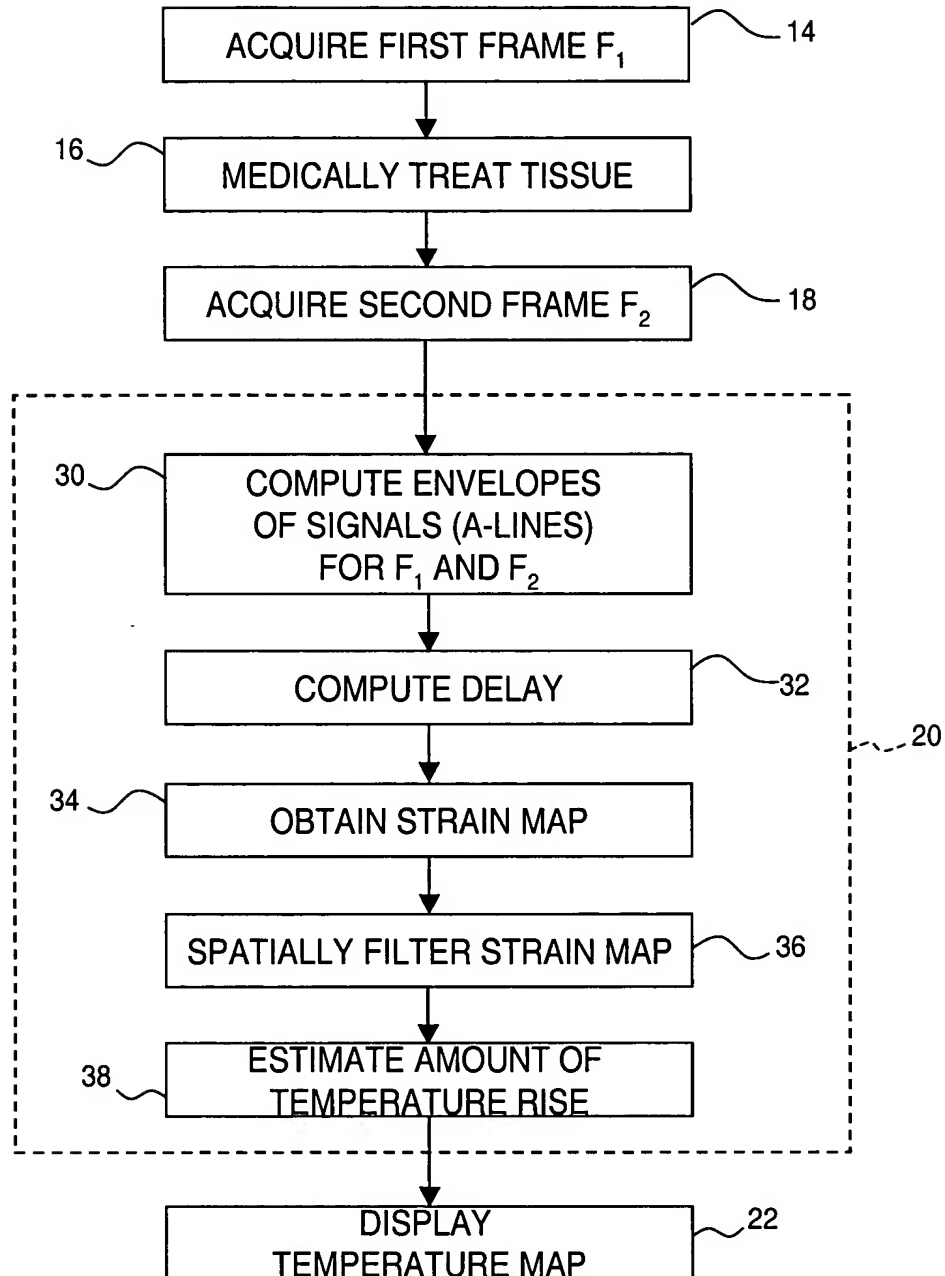 ACQUIRE FIRST FRAME F₁
14
16
MEDICALLY TREAT TISSUE
ACQUIRE SECOND FRAME F₂
18
30
COMPUTE ENVELOPES
OF SIGNALS (A-LINES)
FOR F₁ AND F₂
COMPUTE DELAY
32
20
34
OBTAIN STRAIN MAP
SPATIALLY FILTER STRAIN MAP
36
38
ESTIMATE AMOUNT OF
TEMPERATURE RISE
DISPLAY
TEMPERATURE MAP
22